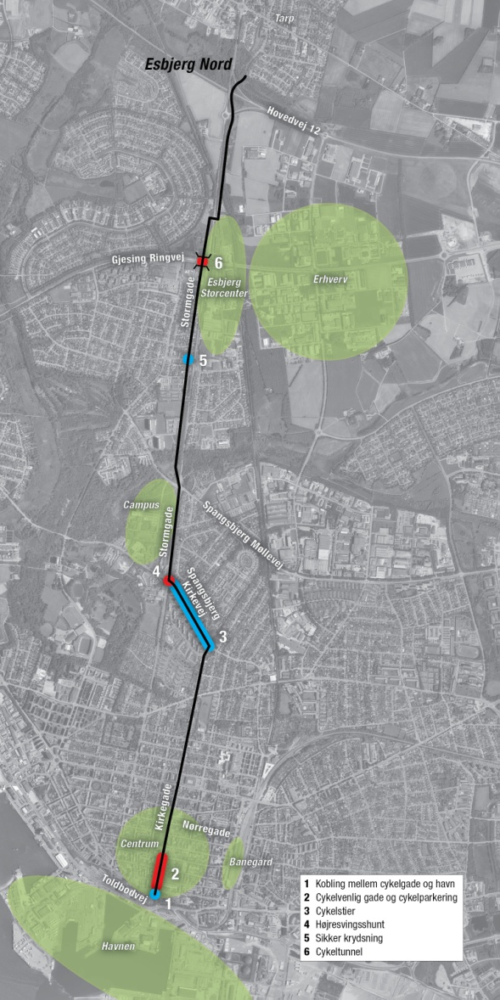 Tarp
Esbjerg Nord
Hovedvej 12
Gjesing Ringvej
6
Esbjerg
Storcenter
Erhverv
Stormgade
5
Campus
Stormgade
Spangsbjerg Møllevej
4
Spangsbjerg
Kirkevej
3
Kirkegade
Nørregade
Centrum
Banegård
2
Toldbodvej
1
Havnen
1 Kobling mellem cykelgade og havn
2 Cykelvenlig gade og cykelparkering
3 Cykelstier
4 Højresvingsshunt
5 Sikker krydsning
6 Cykeltunnel